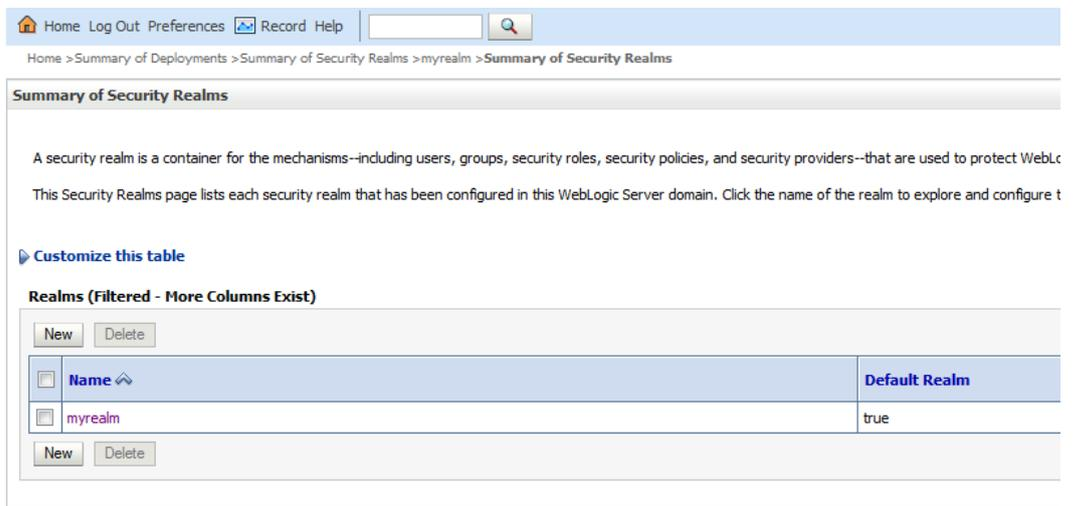 Home Log Out Preferences Record Help
Home >Summary of Deployments >Summary of Security Realms >myrealm >Summary of Security Realms
Summary of Security Realms
A security realm is a container for the mechanisms--including users, groups, security roles, security policies, and security providers--that are used to protect
This Security Realms page lists each security realm that has been configured in this WebLogic Server domain. Click the name of the realm to explore and configure
Customize this table
Realms (Filtered - More Columns Exist)
New Delete
Name Default Realm
myrealm true
New Delete